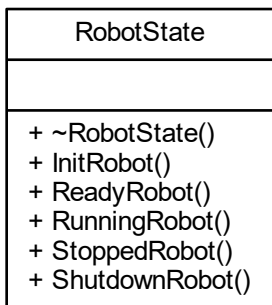 RobotState
+ ~RobotState()
+ InitRobot()
+ ReadyRobot()
+ RunningRobot()
+ StoppedRobot()
+ ShutdownRobot()